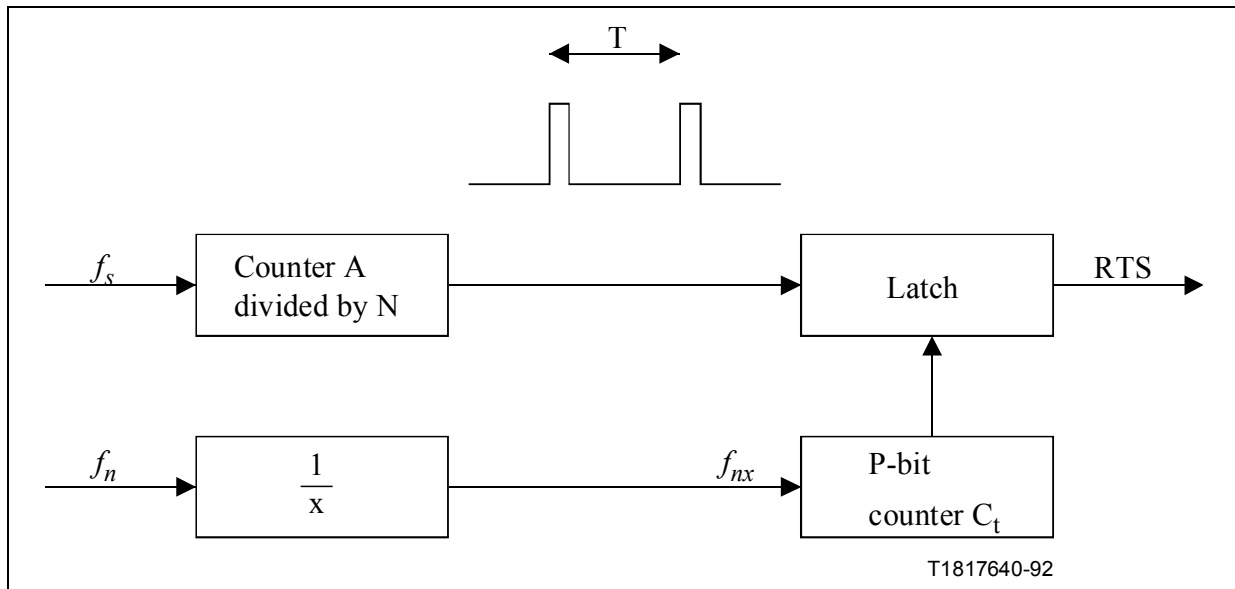 T
f_s
Counter A
divided by N
Latch
RTS
f_n
1
x
f_nx
P-bit
counter C_t
T1817640-92